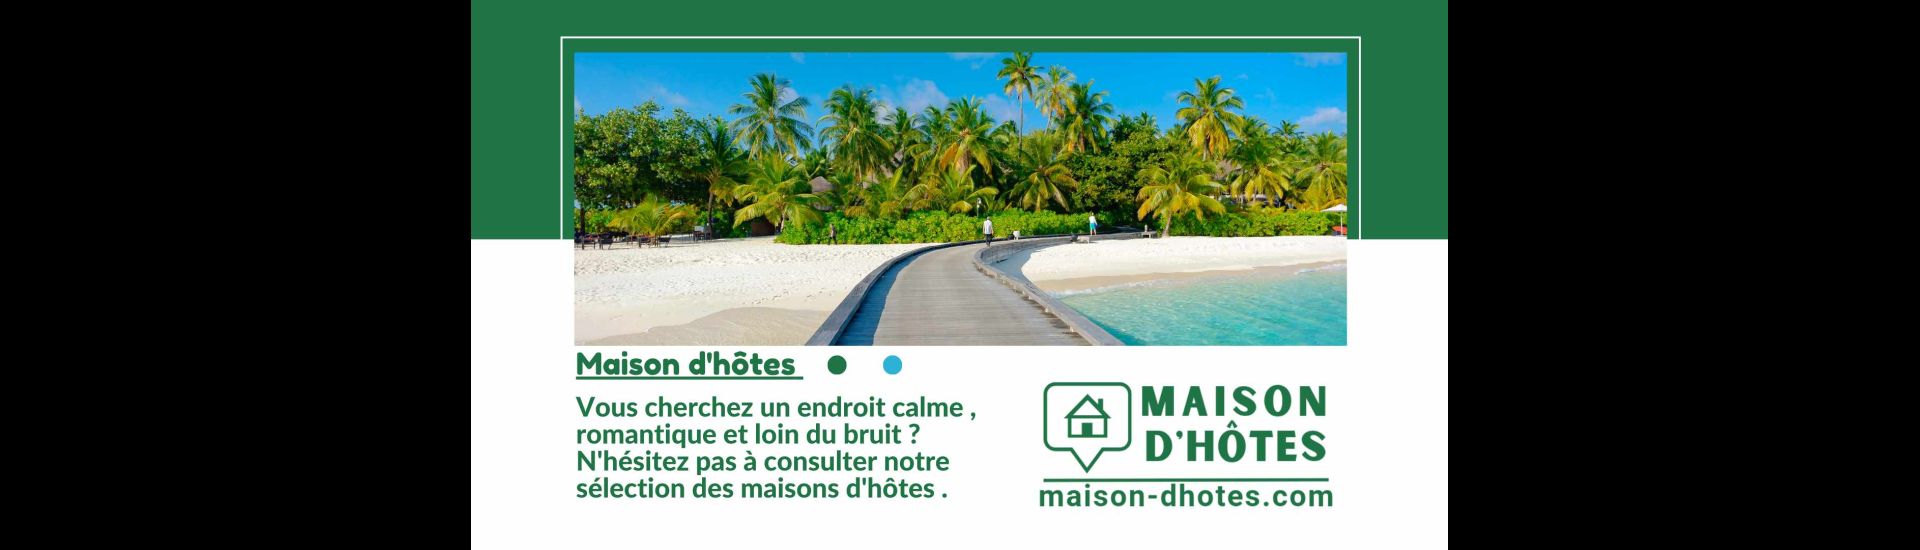 Maison d'hôtes
Vous cherchez un endroit calme ,
romantique et loin du bruit ?
N'hésitez pas à consulter notre
sélection des maisons d'hôtes .
MAISON
D'HÔTES
maison-dhotes.com